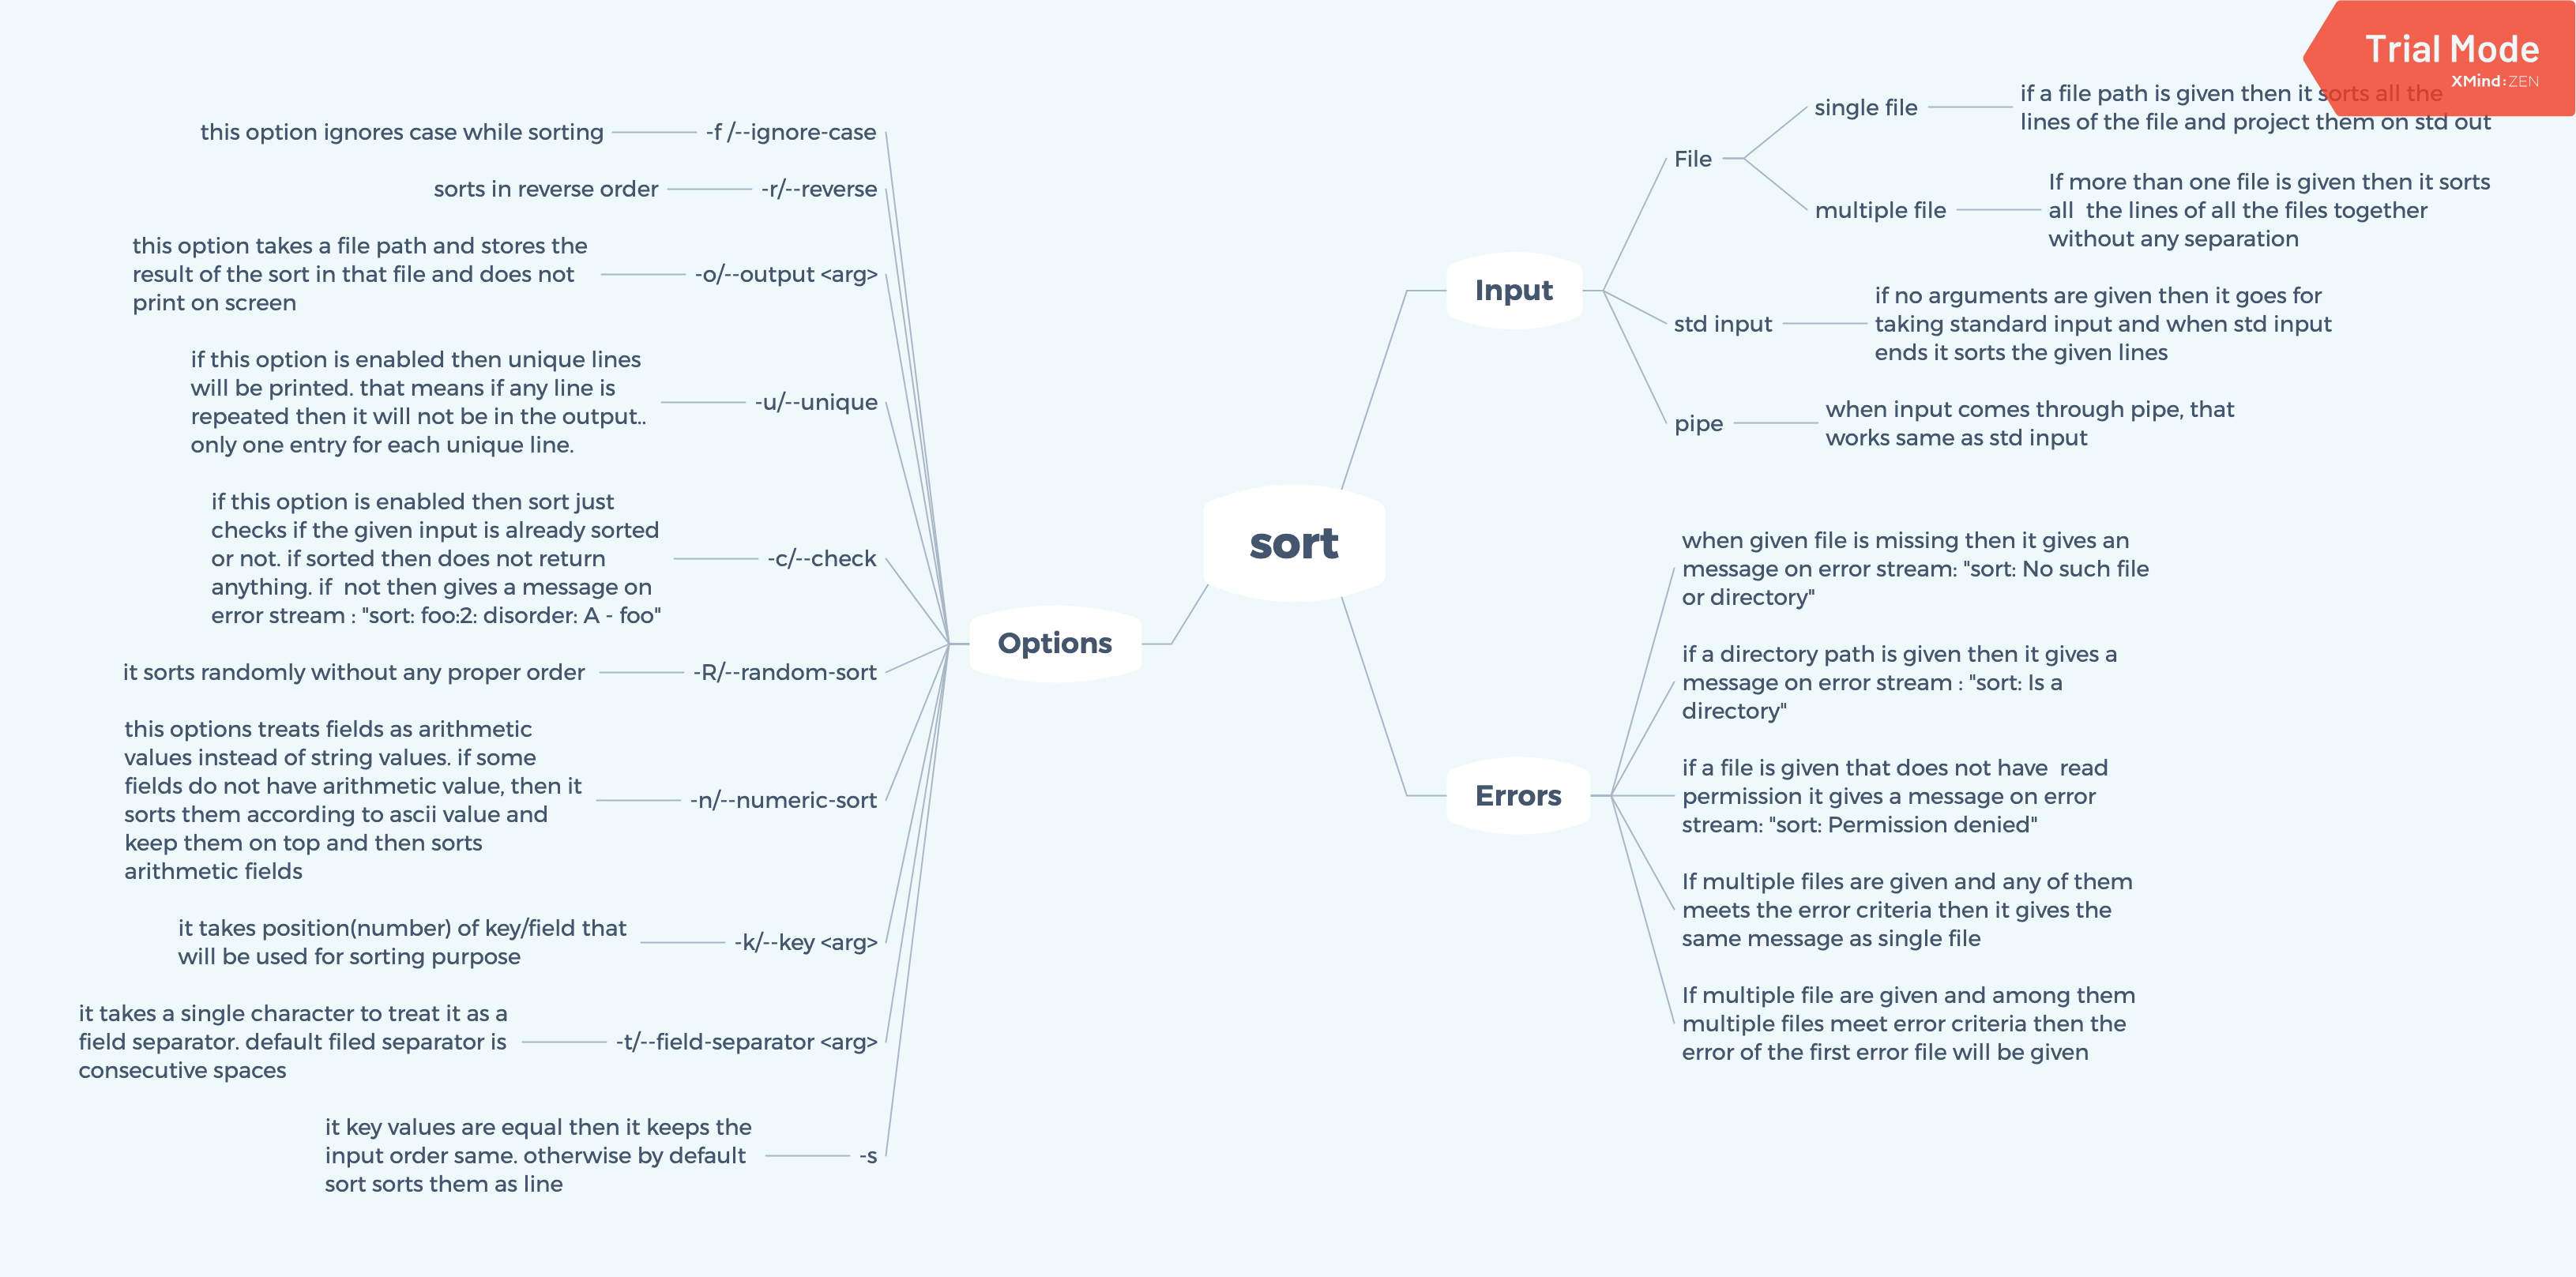 Trial Mode
XMind:ZEN
sort
Input
File
single file
if a file path is given then it sorts all the
lines of the file and project them on std out
multiple file
If more than one file is given then it sorts
all  the lines of all the files together
without any separation
std input
if no arguments are given then it goes for
taking standard input and when std input
ends it sorts the given lines
pipe
when input comes through pipe, that
works same as std input
Errors
when given file is missing then it gives an
message on error stream: "sort: No such file
or directory"
if a directory path is given then it gives a
message on error stream : "sort: Is a
directory"
if a file is given that does not have  read
permission it gives a message on error
stream: "sort: Permission denied"
If multiple files are given and any of them
meets the error criteria then it gives the
same message as single file
If multiple file are given and among them
multiple files meet error criteria then the
error of the first error file will be given
Options
-f /--ignore-case
this option ignores case while sorting
-r/--reverse
sorts in reverse order
-o/--output <arg>
this option takes a file path and stores the
result of the sort in that file and does not
print on screen
-u/--unique
if this option is enabled then unique lines
will be printed. that means if any line is
repeated then it will not be in the output..
only one entry for each unique line.
-c/--check
if this option is enabled then sort just
checks if the given input is already sorted
or not. if sorted then does not return
anything. if  not then gives a message on
error stream : "sort: foo:2: disorder: A - foo"
-R/--random-sort
it sorts randomly without any proper order
-n/--numeric-sort
this options treats fields as arithmetic
values instead of string values. if some
fields do not have arithmetic value, then it
sorts them according to ascii value and
keep them on top and then sorts
arithmetic fields
-k/--key <arg>
it takes position(number) of key/field that
will be used for sorting purpose
-t/--field-separator <arg>
it takes a single character to treat it as a
field separator. default filed separator is
consecutive spaces
-s
it key values are equal then it keeps the
input order same. otherwise by default
sort sorts them as line